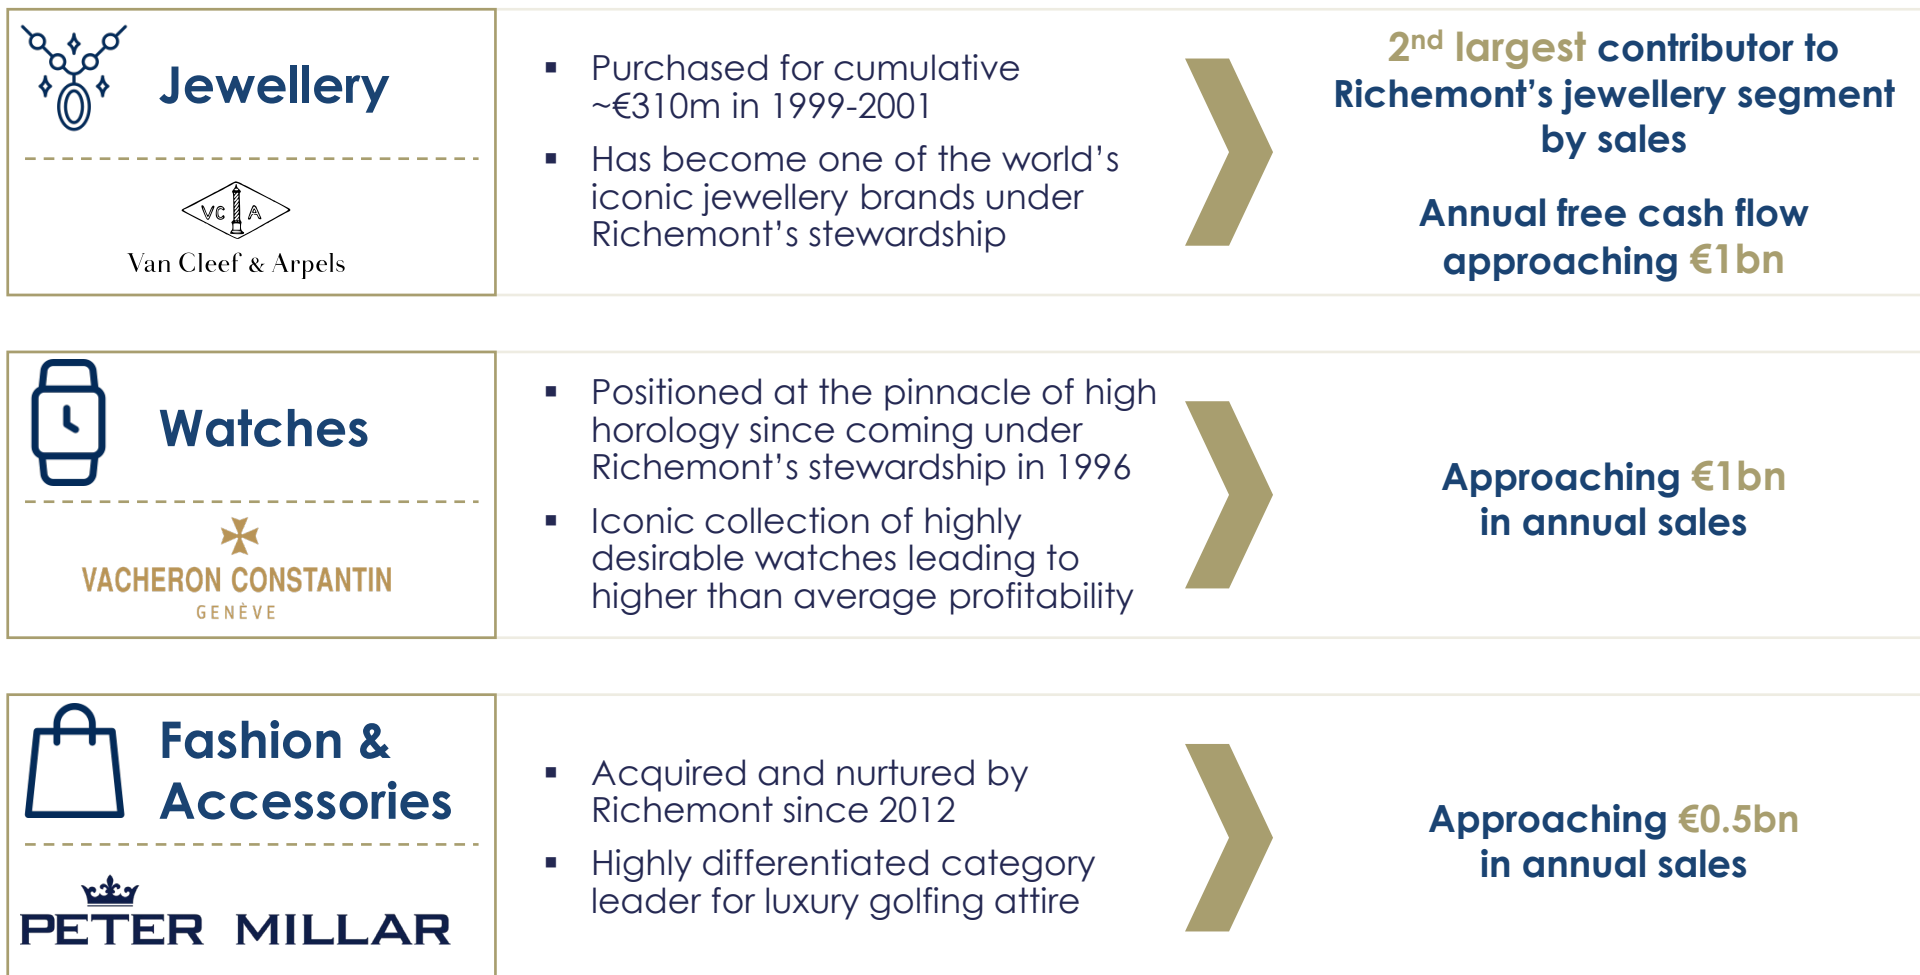 Jewellery
VC A
Van Cleef & Arpels
▪ Purchased for cumulative
~€310m in 1999-2001
▪ Has become one of the world’s
iconic jewellery brands under
Richemont’s stewardship
2nd largest contributor to
Richemont’s jewellery segment
by sales
Annual free cash flow
approaching €1bn
Watches
VACHERON CONSTANTIN
GENÈVE
▪ Positioned at the pinnacle of high
horology since coming under
Richemont’s stewardship in 1996
▪ Iconic collection of highly
desirable watches leading to
higher than average profitability
Approaching €1bn
in annual sales
Fashion &
Accessories
PETER MILLAR
▪ Acquired and nurtured by
Richemont since 2012
▪ Highly differentiated category
leader for luxury golfing attire
Approaching €0.5bn
in annual sales